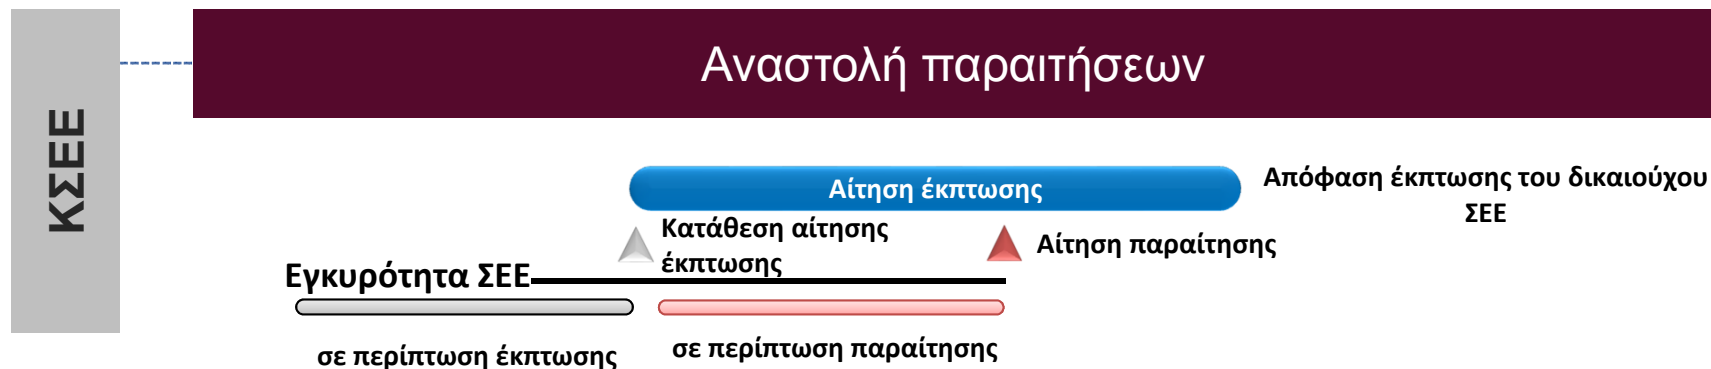 ΚΣΕΕ
Αναστολή παραιτήσεων
Αίτηση έκπτωσης
Απόφαση έκπτωσης του δικαιούχου
ΣΕΕ
Κατάθεση αίτησης
έκπτωσης
Αίτηση παραίτησης
Εγκυρότητα ΣΕΕ
σε περίπτωση έκπτωσης
σε περίπτωση παραίτησης